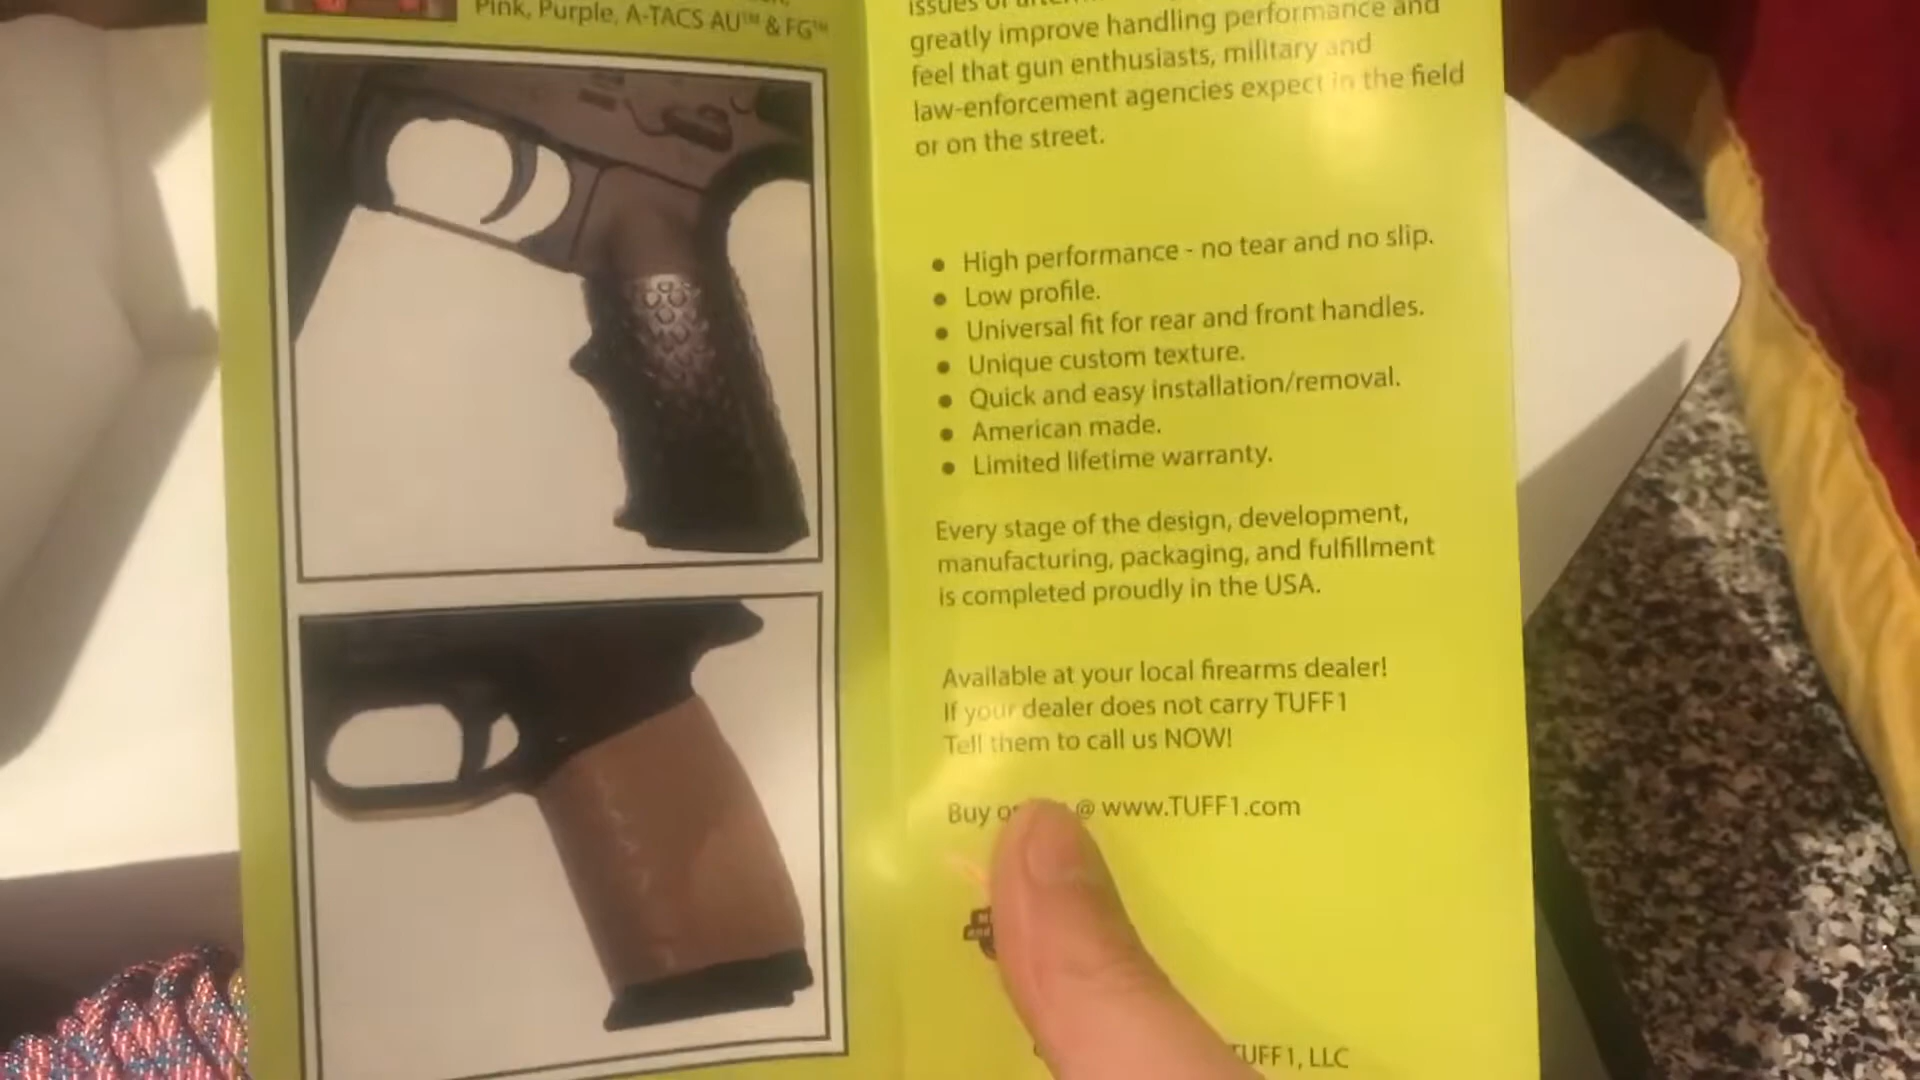 Pink, Purple, A-TACS AU™ & FG™
issues of
greatly improve handling performance and
feel that gun enthusiasts, military and
law-enforcement agencies expect in the field
or on the street.
● High performance - no tear and no slip.
● Low profile.
● Universal fit for rear and front handles.
● Unique custom texture.
● Quick and easy installation/removal.
● American made.
● Limited lifetime warranty.
Every stage of the design, development,
manufacturing, packaging, and fulfillment
is completed proudly in the USA.
Available at your local firearms dealer!
If your dealer does not carry TUFF1
Tell them to call us NOW!
Buy @ www.TUFF1.com
TUFF1, LLC